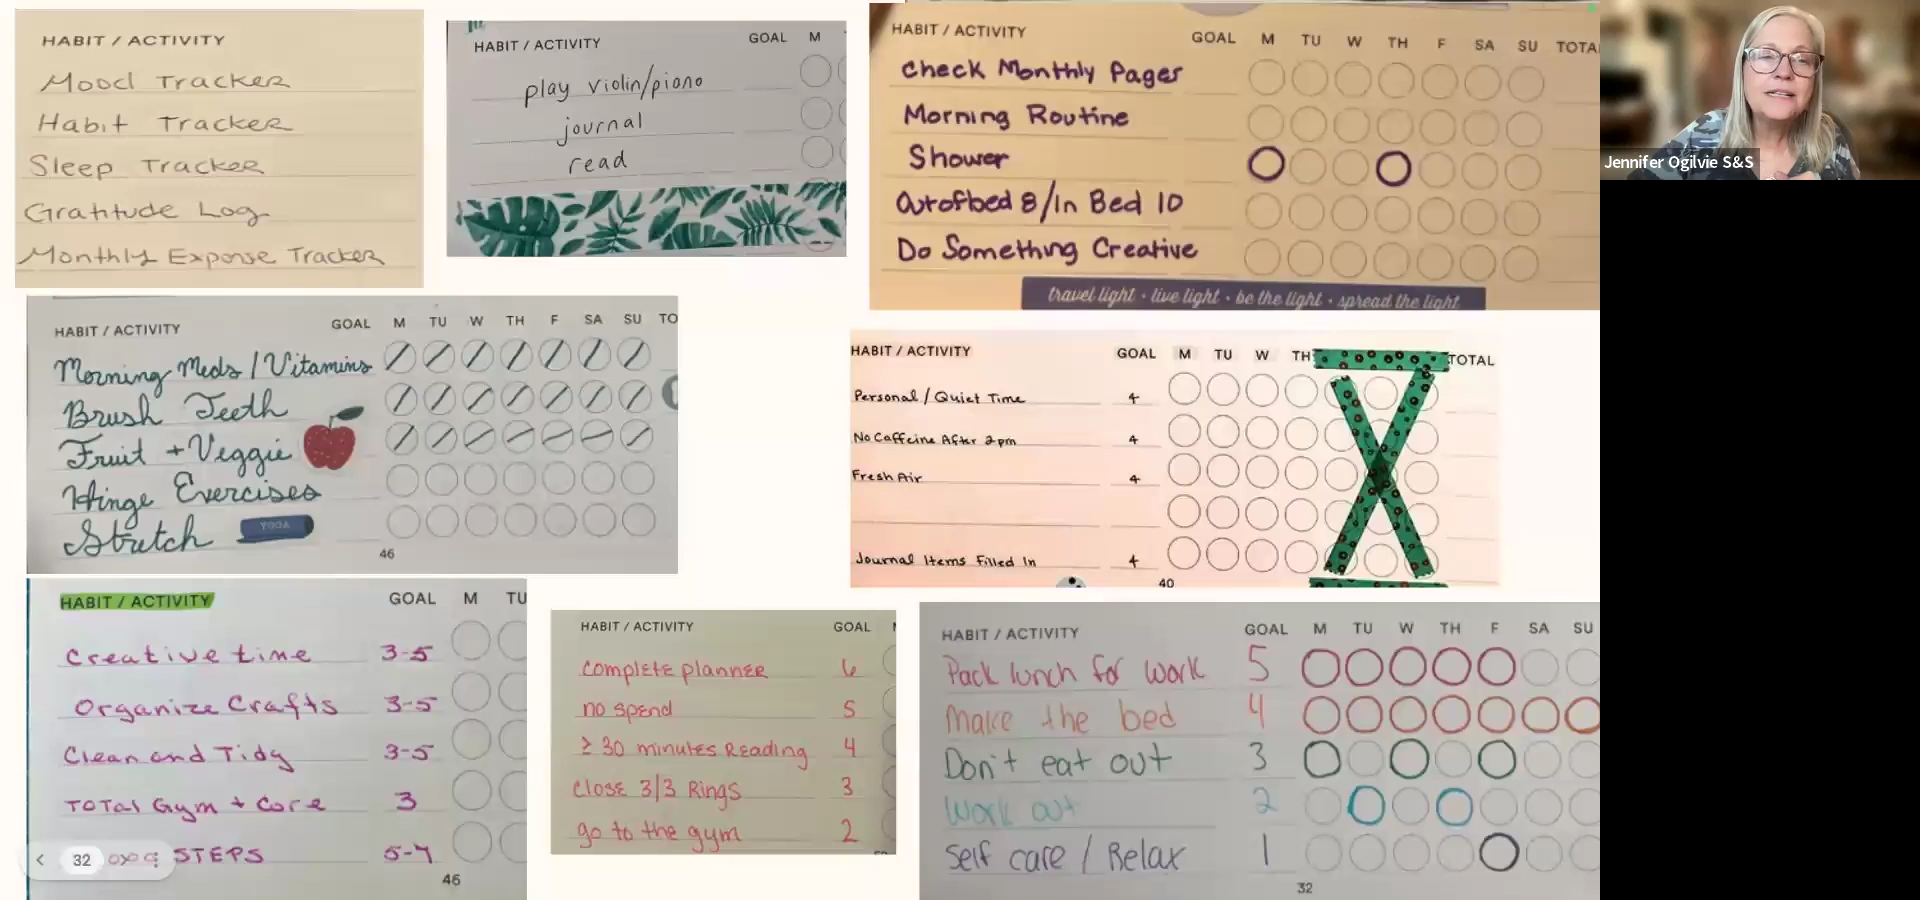 HABIT / ACTIVITY
Mood Tracker
Habit Tracker
Sleep Tracker
Gratitude Log
Monthly Expense Tracker
HABIT / ACTIVITY GOAL M
play violin/piano
journal
read
HABIT / ACTIVITY GOAL M TU W TH F SA SU TOTA
Check Monthly Pages
Morning Routine
Shower
Out of bed 8/In Bed 10
Do Something Creative
travel light · live light · be the light · spread the light
Jennifer Ogilvie S&S
HABIT / ACTIVITY GOAL M TU W TH F SA SU TO
Morning Meds / Vitamins
Brush Teeth
Fruit + Veggie
Hinge Exercises
Stretch YOGA
46
HABIT / ACTIVITY GOAL M TU W TH TOTAL
Personal / Quiet Time 4
No Caffeine After 2pm 4
Fresh Air 4
Journal Items Filled In 4
40
HABIT / ACTIVITY GOAL M TU
Creative time 3-5
Organize Crafts 3-5
Clean and Tidy 3-5
Total Gym + Core 3
STEPS 5-7
32
46
HABIT / ACTIVITY GOAL
complete planner 6
no spend 5
≥ 30 minutes Reading 4
close 3/3 Rings 3
go to the gym 2
HABIT / ACTIVITY GOAL M TU W TH F SA SU
Pack lunch for work 5
Make the bed 4
Don't eat out 3
Work out 2
Self care / Relax 1
32